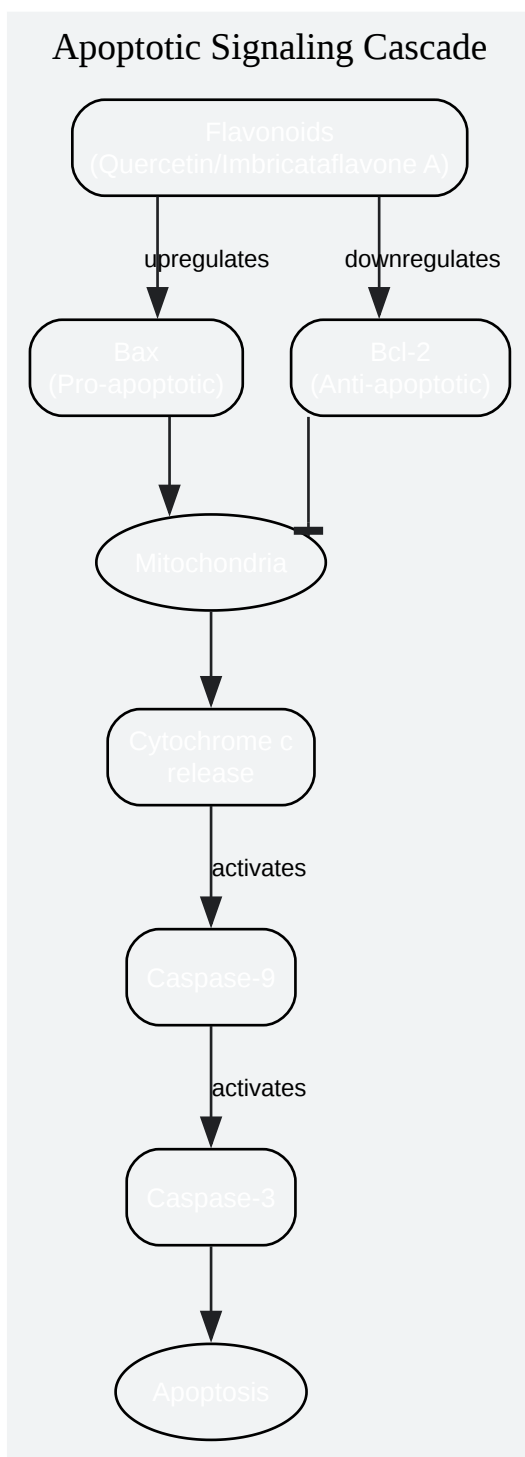 Apoptotic Signaling Cascade
Flavonoids
(Quercetin/Imbricataflavone A)
upregulates
downregulates
Bax
(Pro-apoptotic)
Bcl-2
(Anti-apoptotic)
Mitochondria
Cytochrome c
release
activates
Caspase-9
activates
Caspase-3
Apoptosis